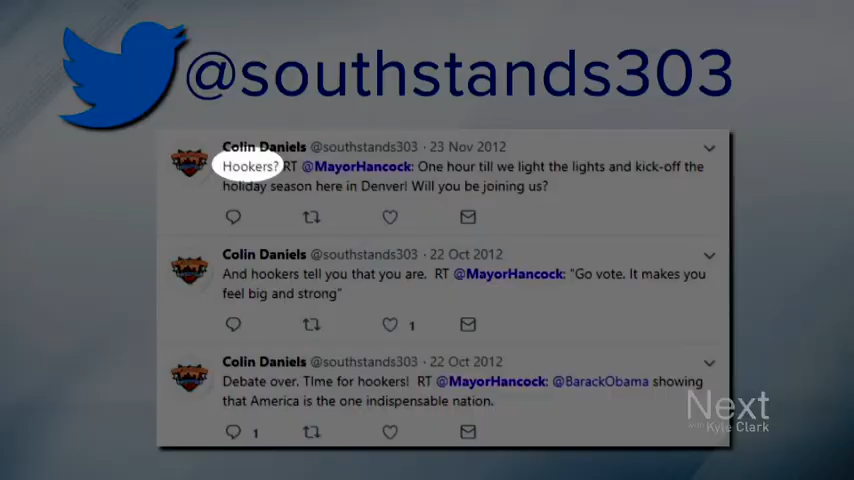 @southstands303
Colin Daniels @southstands303 · 23 Nov 2012
Hookers? RT @MayorHancock: One hour till we light the lights and kick-off the
holiday season here in Denver! Will you be joining us?
Colin Daniels @southstands303 · 22 Oct 2012
And hookers tell you that you are. RT @MayorHancock: "Go vote. It makes you
feel big and strong"
1
Colin Daniels @southstands303 · 22 Oct 2012
Debate over. TIme for hookers! RT @MayorHancock: @BarackObama showing
that America is the one indispensable nation.
1
Next
with Kyle Clark